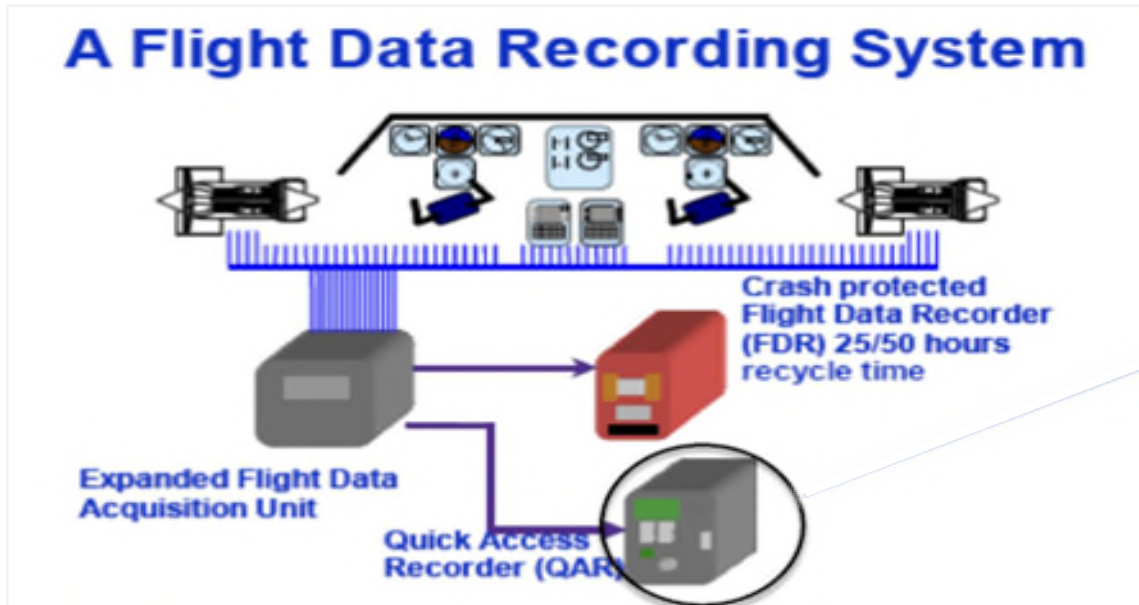 A Flight Data Recording System
Crash protected
Flight Data Recorder
(FDR) 25/50 hours
recycle time
Expanded Flight Data
Acquisition Unit
Quick Access
Recorder (QAR)